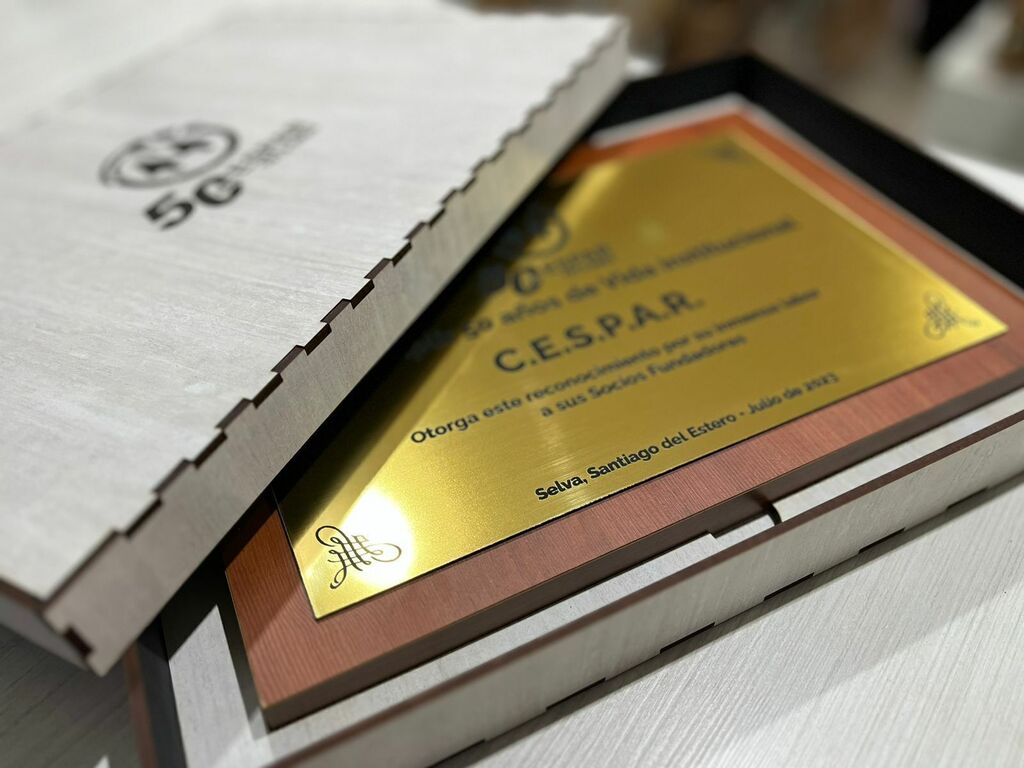 50
50 años de Vida Institucional
C.E.S.P.A.R.
Otorga este reconocimiento por su inmensa labor
a sus Socios Fundadores
Selva, Santiago del Estero - Julio de 2023